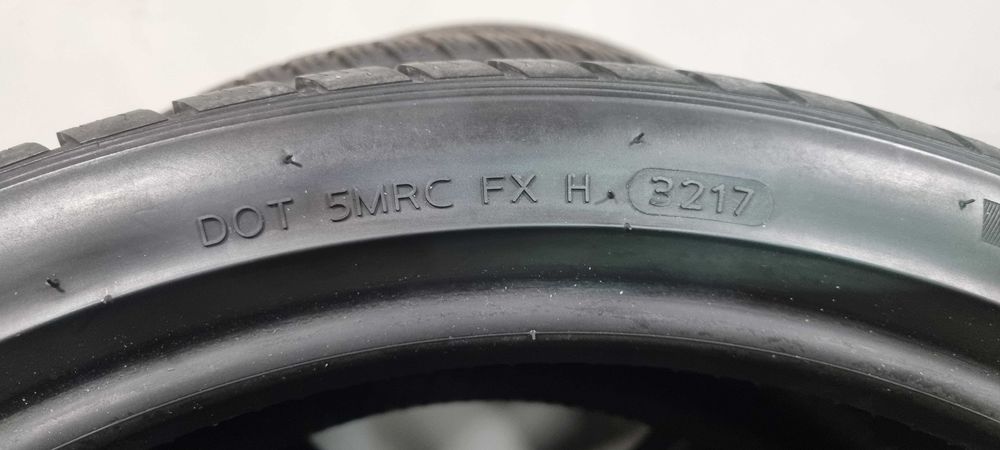 DOT 5MRC FX H 3217